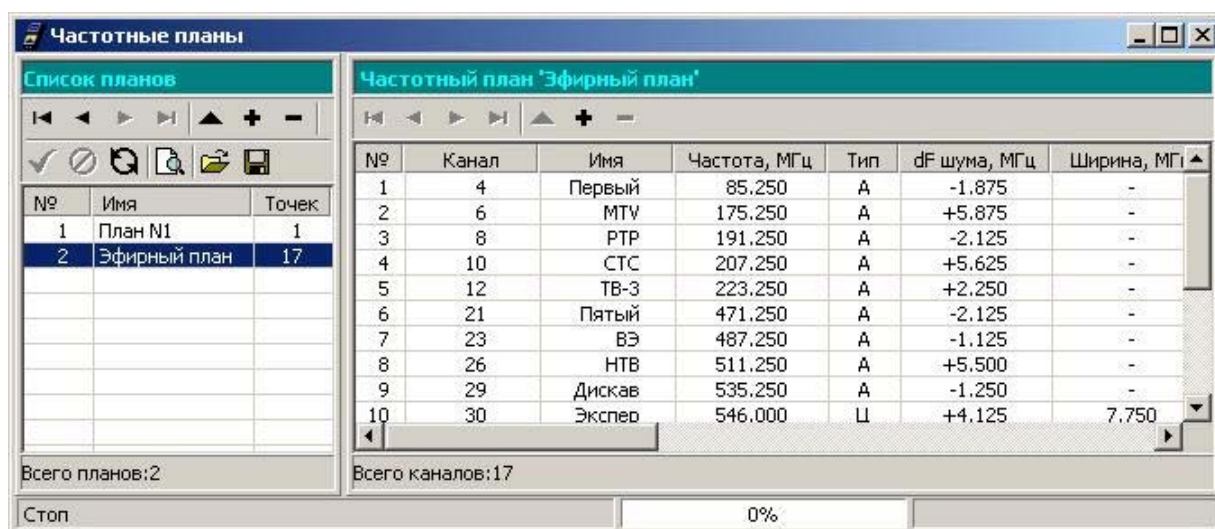 Частотные планы
Список планов
Частотный план 'Эфирный план'
№ Имя Точек
1 План N1 1
2 Эфирный план 17
Всего планов:2
№ Канал Имя Частота, МГц Тип dF шума, МГц Ширина, МГ
1 4 Первый 85.250 А -1.875 -
2 6 MTV 175.250 А +5.875 -
3 8 РТР 191.250 А -2.125 -
4 10 СТС 207.250 А +5.625 -
5 12 ТВ-3 223.250 А +2.250 -
6 21 Пятый 471.250 А -2.125 -
7 23 ВЭ 487.250 А -1.125 -
8 26 НТВ 511.250 А +5.500 -
9 29 Дискав 535.250 А -1.250 -
10 30 Экспер 546.000 Ц +4.125 7.750
Всего каналов:17
Стоп 0%